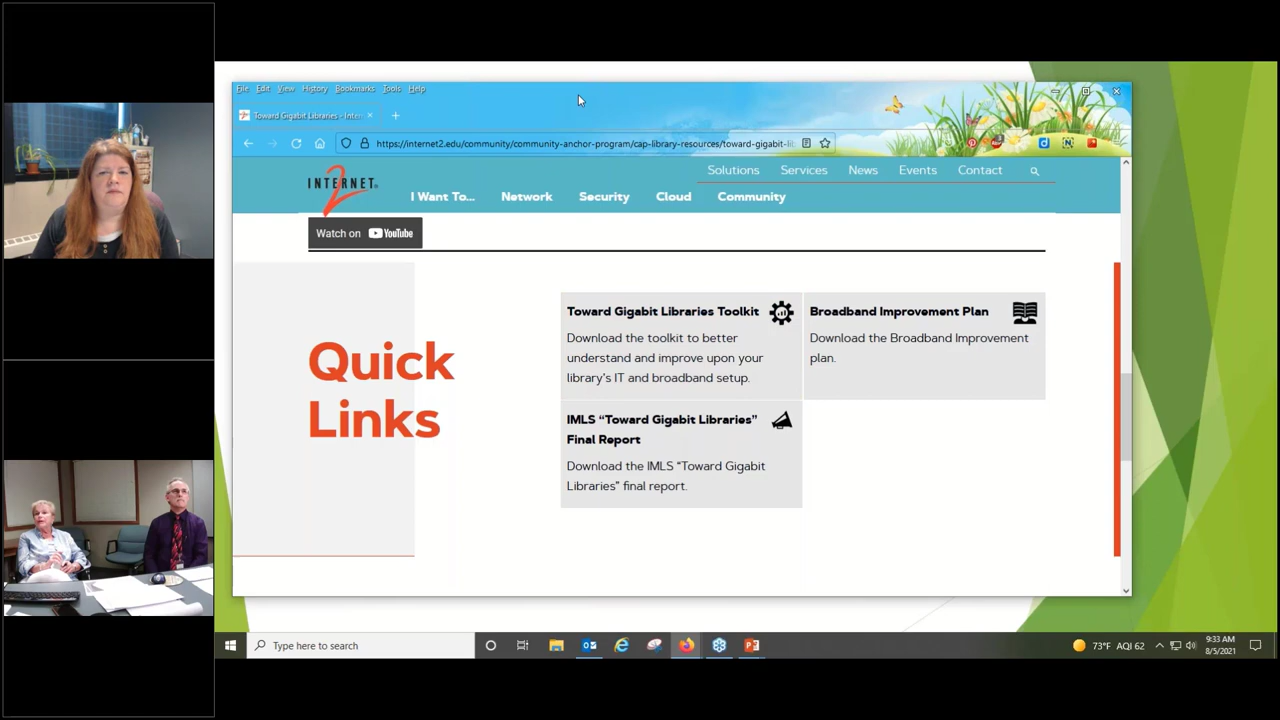 File Edit View History Bookmarks Tools Help
Toward Gigabit Libraries - Inter
https://internet2.edu/community/community-anchor-program/cap-library-resources/toward-gigabit-lib
Solutions Services News Events Contact
INTERNET
2
I Want To... Network Security Cloud Community
Watch on YouTube
Quick
Links
Toward Gigabit Libraries Toolkit
Download the toolkit to better
understand and improve upon your
library's IT and broadband setup.
Broadband Improvement Plan
Download the Broadband Improvement
plan.
IMLS “Toward Gigabit Libraries”
Final Report
Download the IMLS “Toward Gigabit
Libraries” final report.
Type here to search
73°F AQI 62
9:33 AM
8/5/2021